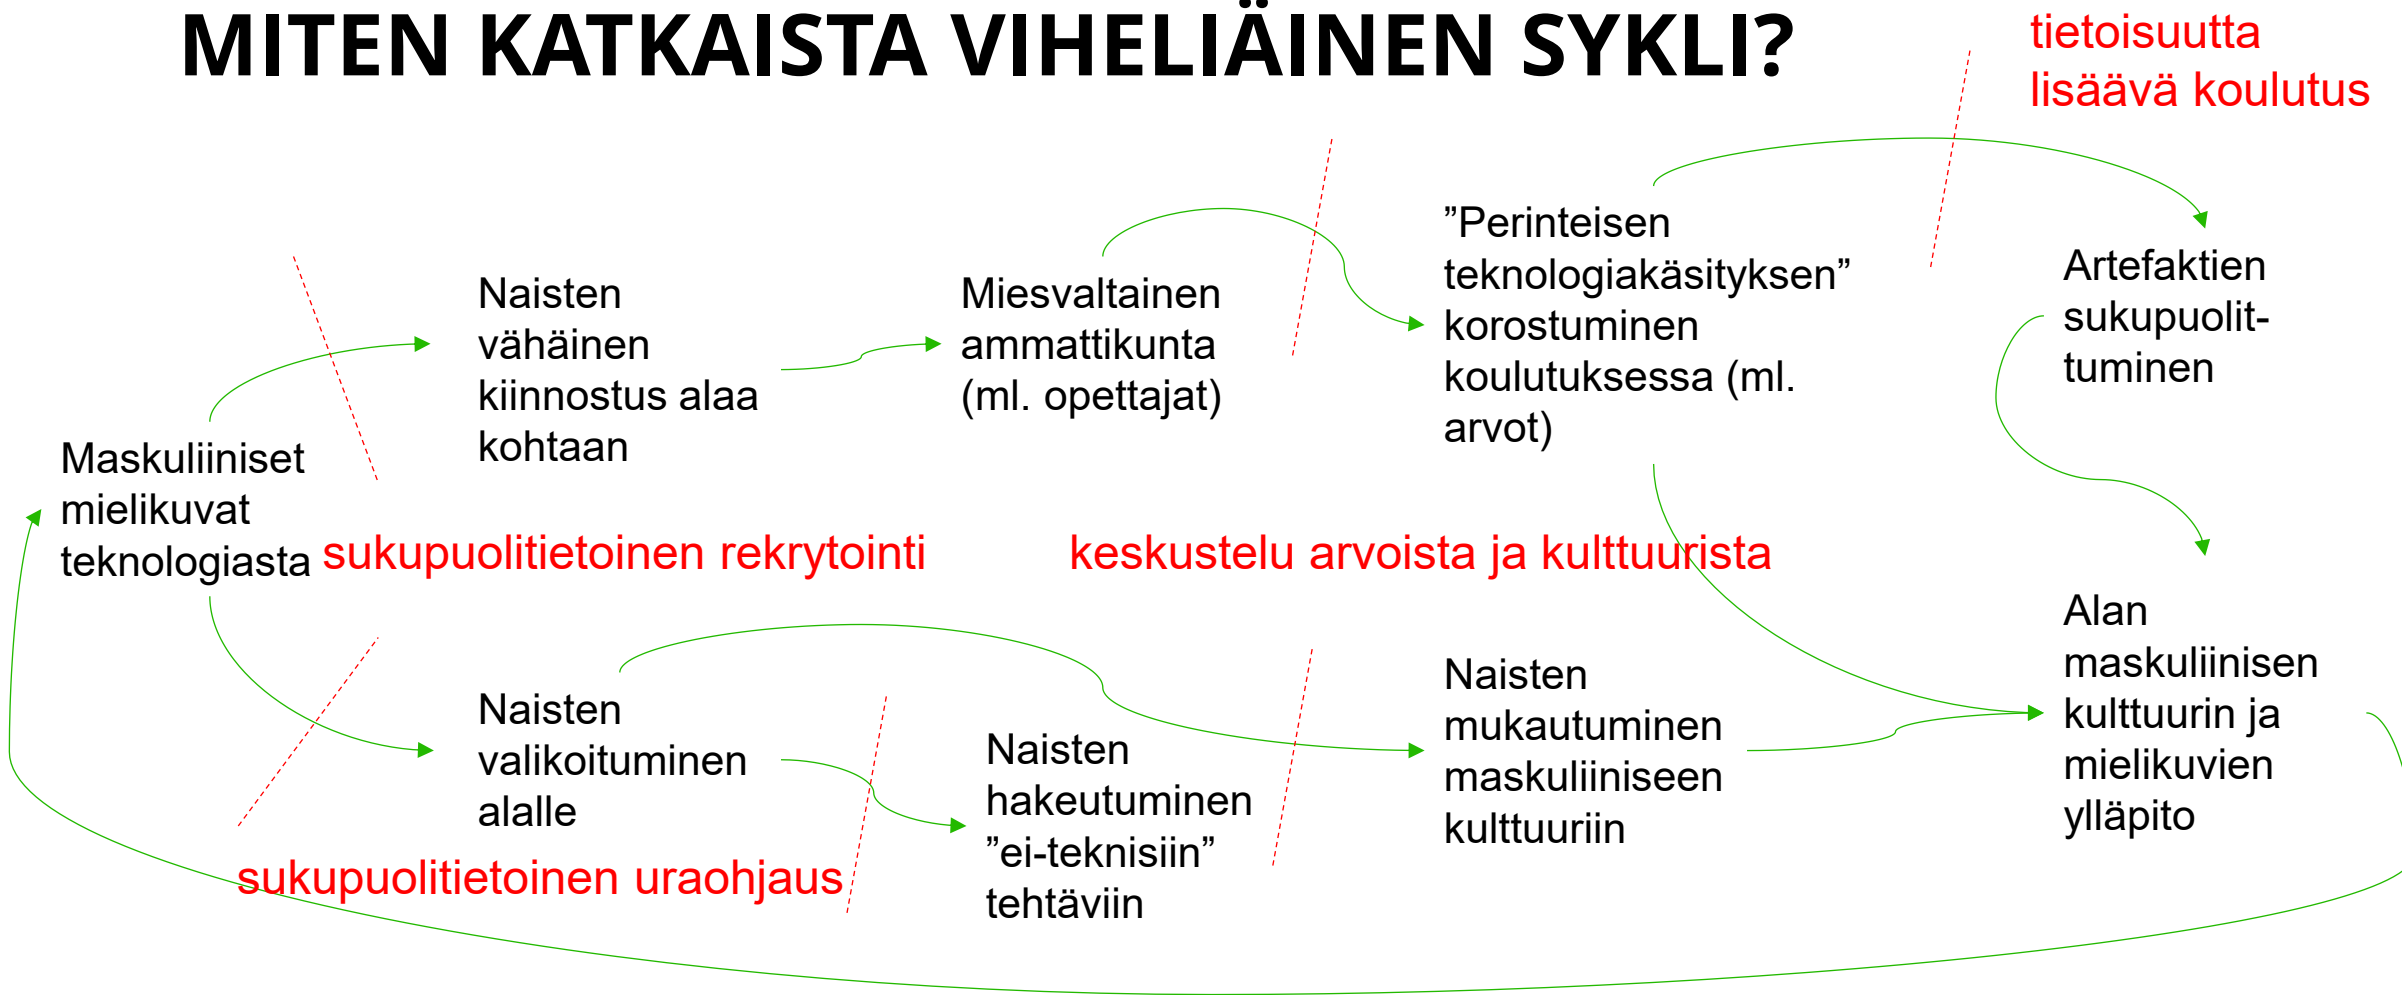 MITEN KATKAISTA VIHELIÄINEN SYKLI?
tietoisuutta
lisäävä koulutus
Maskuliiniset
mielikuvat
teknologiasta
Naisten
vähäinen
kiinnostus alaa
kohtaan
Miesvaltainen
ammattikunta
(ml. opettajat)
”Perinteisen
teknologiakäsityksen”
korostuminen
koulutuksessa (ml.
arvot)
Artefaktien
sukupuolit-
tuminen
sukupuolitietoinen rekrytointi
keskustelu arvoista ja kulttuurista
Naisten
valikoituminen
alalle
Naisten
hakeutuminen
”ei-teknisiin”
tehtäviin
Naisten
mukautuminen
maskuliiniseen
kulttuuriin
Alan
maskuliinisen
kulttuurin ja
mielikuvien
ylläpito
sukupuolitietoinen uraohjaus